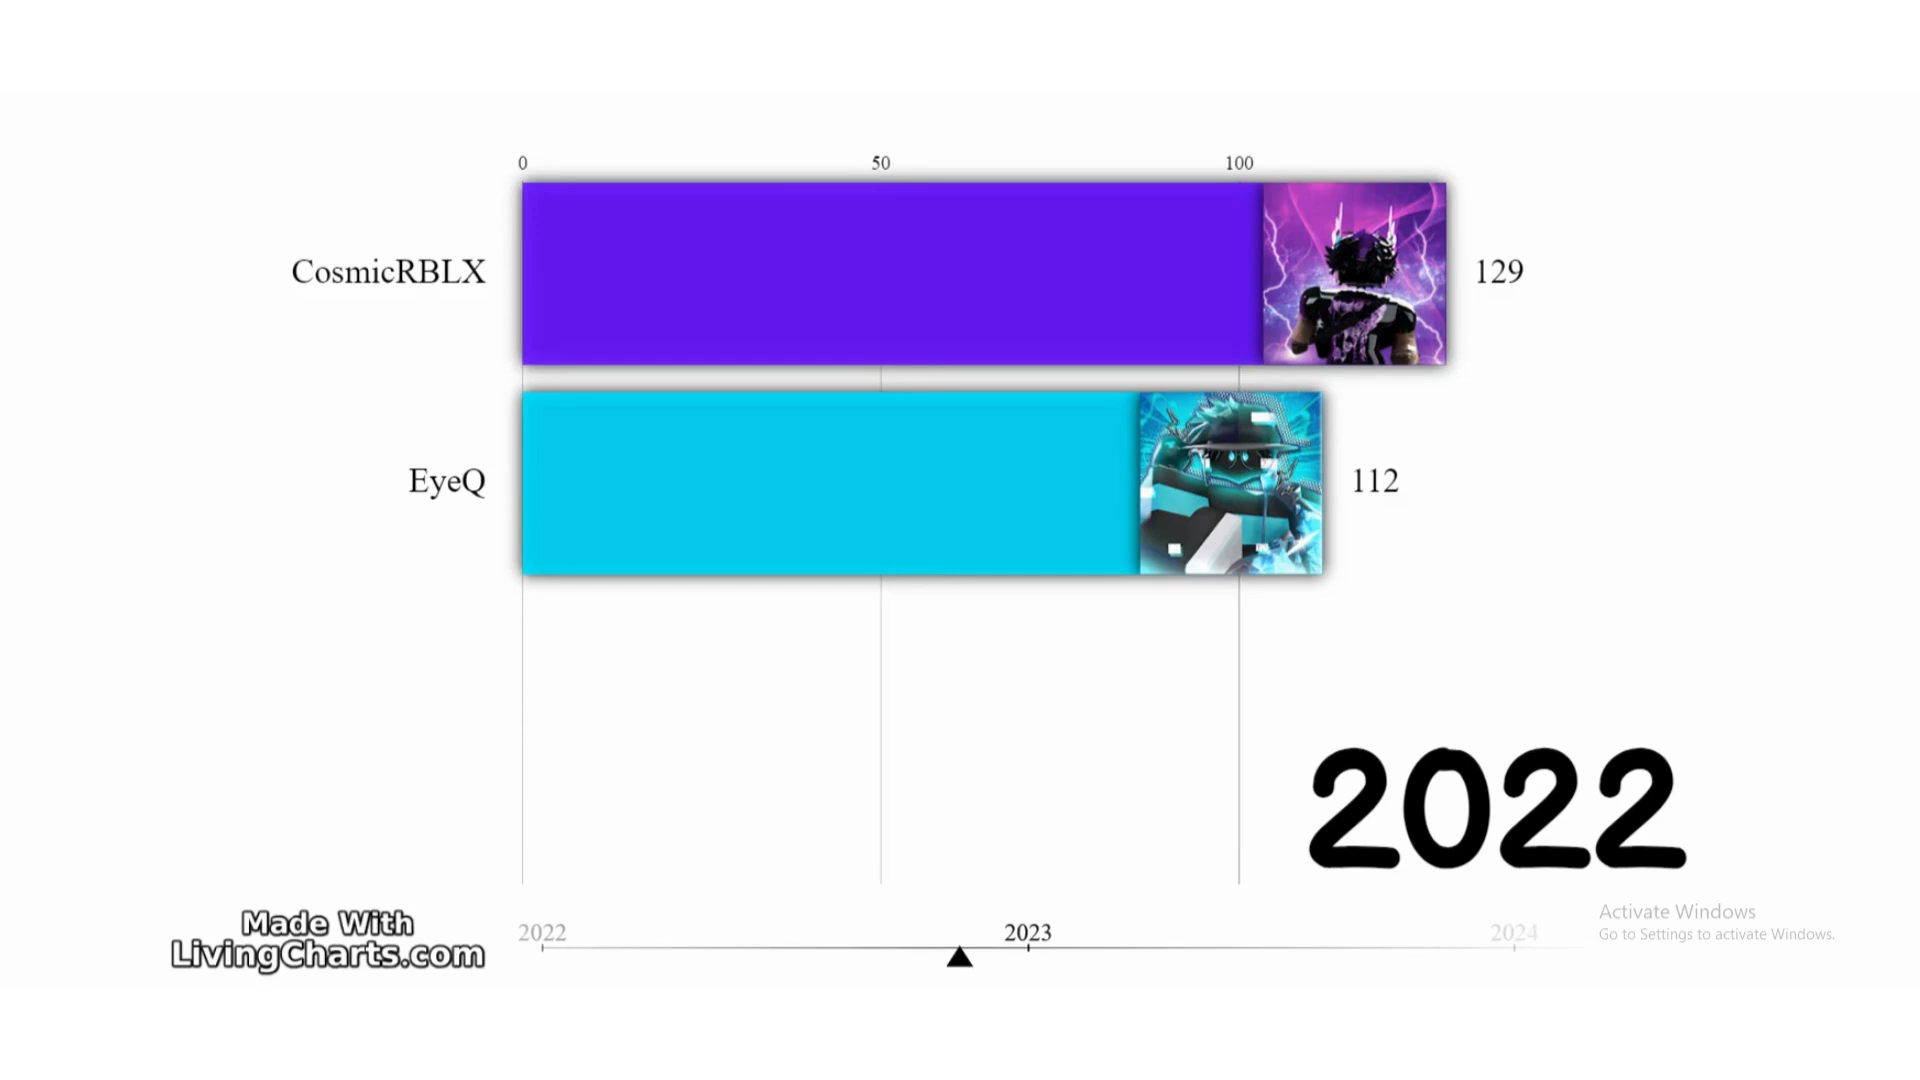 0 50 100
CosmicRBLX 129
EyeQ 112
2022
Made With
LivingCharts.com
2022 2023 2024
Activate Windows
Go to Settings to activate Windows.